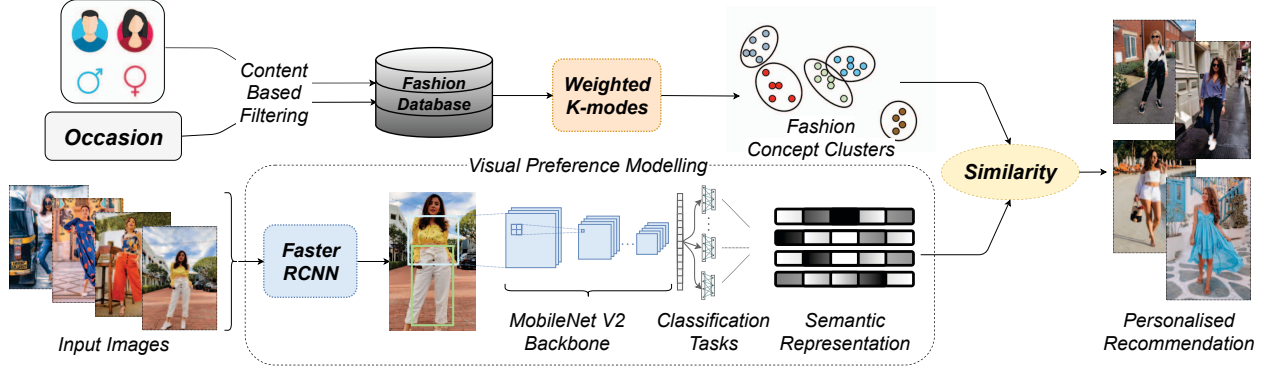 Occasion
Content
Based
Filtering
Fashion
Database
Weighted
K-modes
Fashion
Concept Clusters
Similarity
Visual Preference Modelling
Input Images
Faster
RCNN
MobileNet V2
Backbone
Classification
Tasks
Semantic
Representation
Personalised
Recommendation